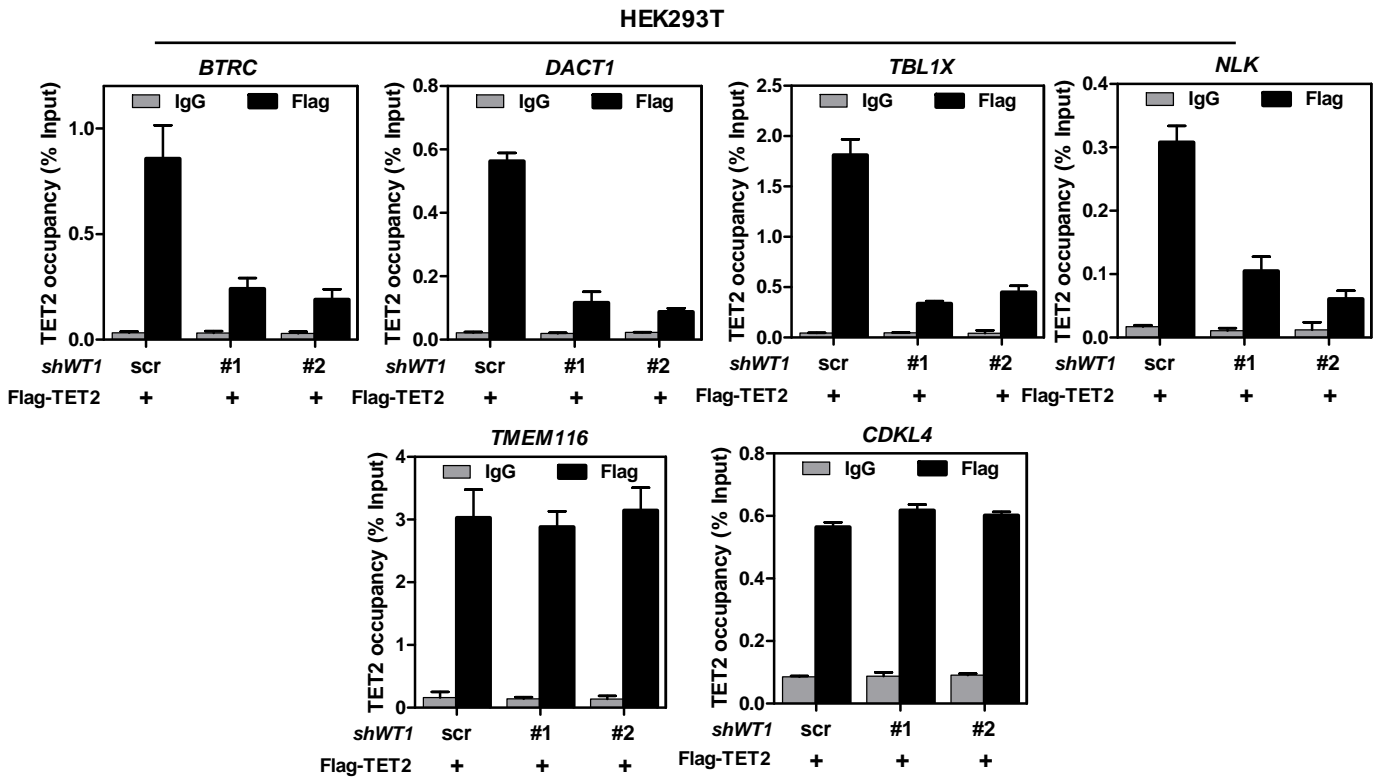 HEK293T
BTRC
IgG Flag
TET2 occupancy (% Input)
1.0
0.5
0.0
shWT1 scr #1 #2
Flag-TET2 + + +
DACT1
IgG Flag
TET2 occupancy (% Input)
0.8
0.6
0.4
0.2
0.0
shWT1 scr #1 #2
Flag-TET2 + + +
TBL1X
IgG Flag
TET2 occupancy (% Input)
2.5
2.0
1.5
1.0
0.5
0.0
shWT1 scr #1 #2
Flag-TET2 + + +
NLK
IgG Flag
TET2 occupancy (% Input)
0.4
0.3
0.2
0.1
0.0
shWT1 scr #1 #2
Flag-TET2 + + +
TMEM116
IgG Flag
TET2 occupancy (% Input)
4
3
2
1
0
shWT1 scr #1 #2
Flag-TET2 + + +
CDKL4
IgG Flag
TET2 occupancy (% Input)
0.8
0.6
0.4
0.2
0.0
shWT1 scr #1 #2
Flag-TET2 + + +